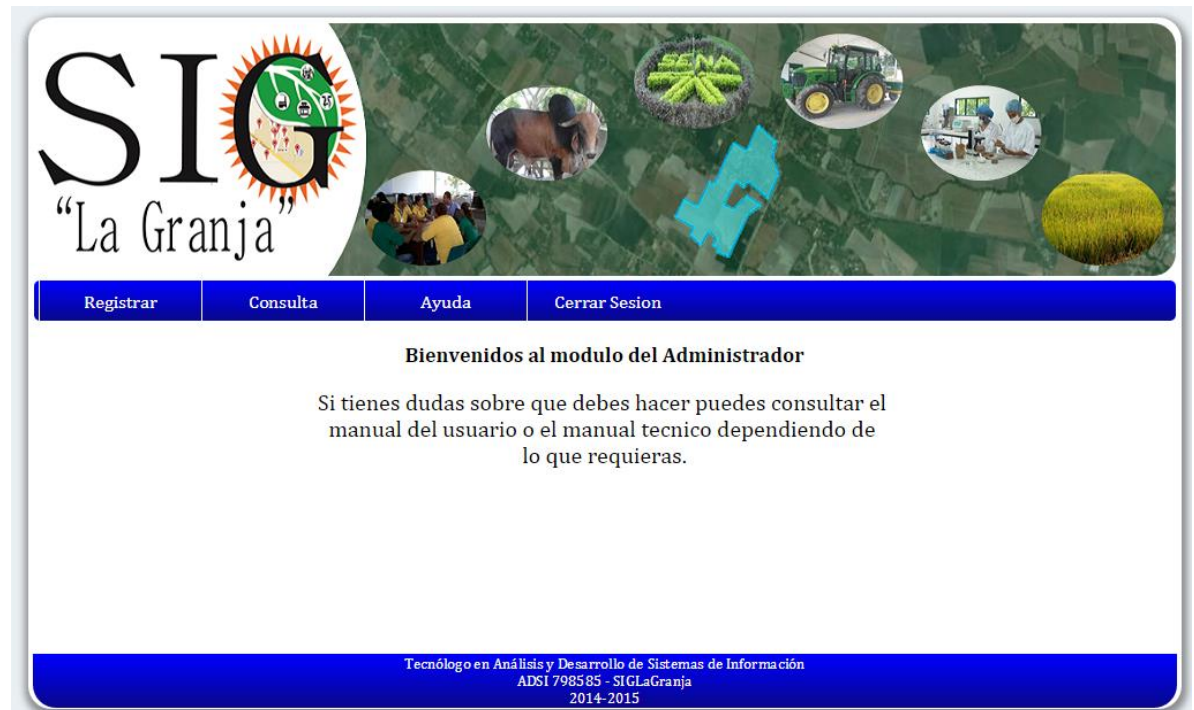 SIG
“La Granja”
SENA
Registrar Consulta Ayuda Cerrar Sesion
Bienvenidos al modulo del Administrador
Si tienes dudas sobre que debes hacer puedes consultar el
manual del usuario o el manual tecnico dependiendo de
lo que requieras.
Tecnólogo en Análisis y Desarrollo de Sistemas de Información
ADSI 798585 - SIGLaGranja
2014-2015